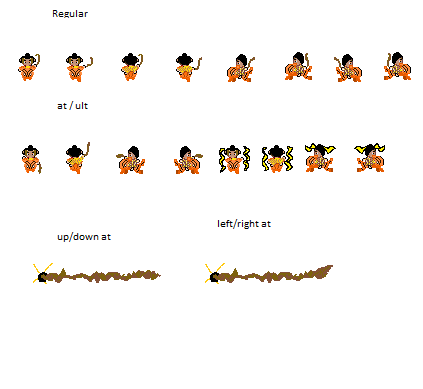 Regular
at / ult
left/right at
up/down at